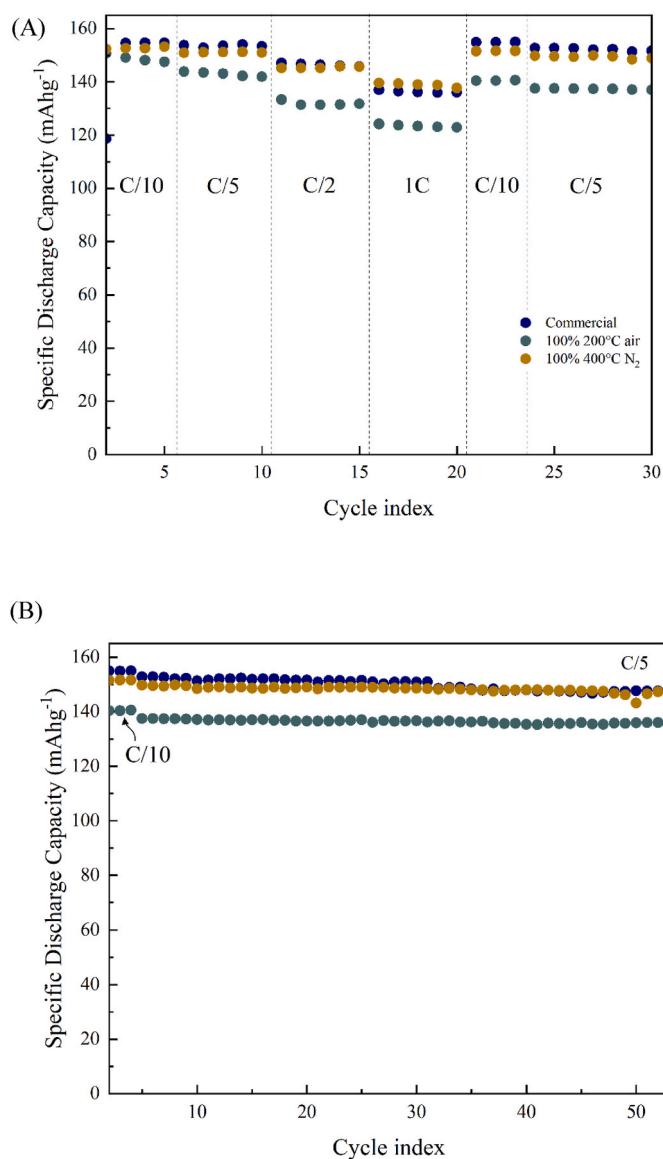 (A)
Specific Discharge Capacity (mAhg⁻¹)
160
140
120
100
80
60
40
20
0
C/10 C/5 C/2 1C C/10 C/5
Commercial
100% 200°C air
100% 400°C N₂
5 10 15 20 25 30
Cycle index
(B)
Specific Discharge Capacity (mAhg⁻¹)
160
140
120
100
80
60
40
20
0
C/5
C/10
10 20 30 40 50
Cycle index